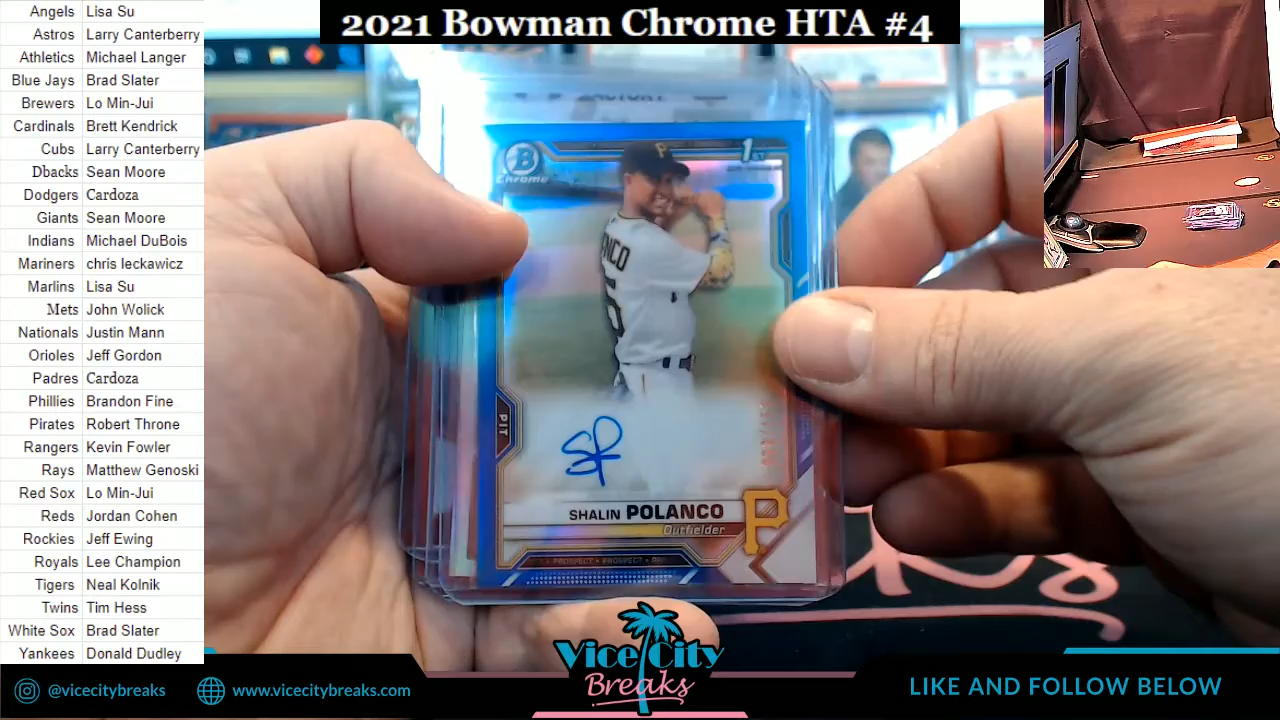 2021 Bowman Chrome HTA #4
Angels Lisa Su
Astros Larry Canterberry
Athletics Michael Langer
Blue Jays Brad Slater
Brewers Lo Min-Jui
Cardinals Brett Kendrick
Cubs Larry Canterberry
Dbacks Sean Moore
Dodgers Cardoza
Giants Sean Moore
Indians Michael DuBois
Mariners chris leckawicz
Marlins Lisa Su
Mets John Wolick
Nationals Justin Mann
Orioles Jeff Gordon
Padres Cardoza
Phillies Brandon Fine
Pirates Robert Throne
Rangers Kevin Fowler
Rays Matthew Genoski
Red Sox Lo Min-Jui
Reds Jordan Cohen
Rockies Jeff Ewing
Royals Lee Champion
Tigers Neal Kolnik
Twins Tim Hess
White Sox Brad Slater
Yankees Donald Dudley
B
Chrome
1ST
P
PIT
SP
SHALIN POLANCO
Outfielder
P
PROSPECT • PROSPECT
@vicecitybreaks
www.vicecitybreaks.com
Vice City
Breaks
LIKE AND FOLLOW BELOW